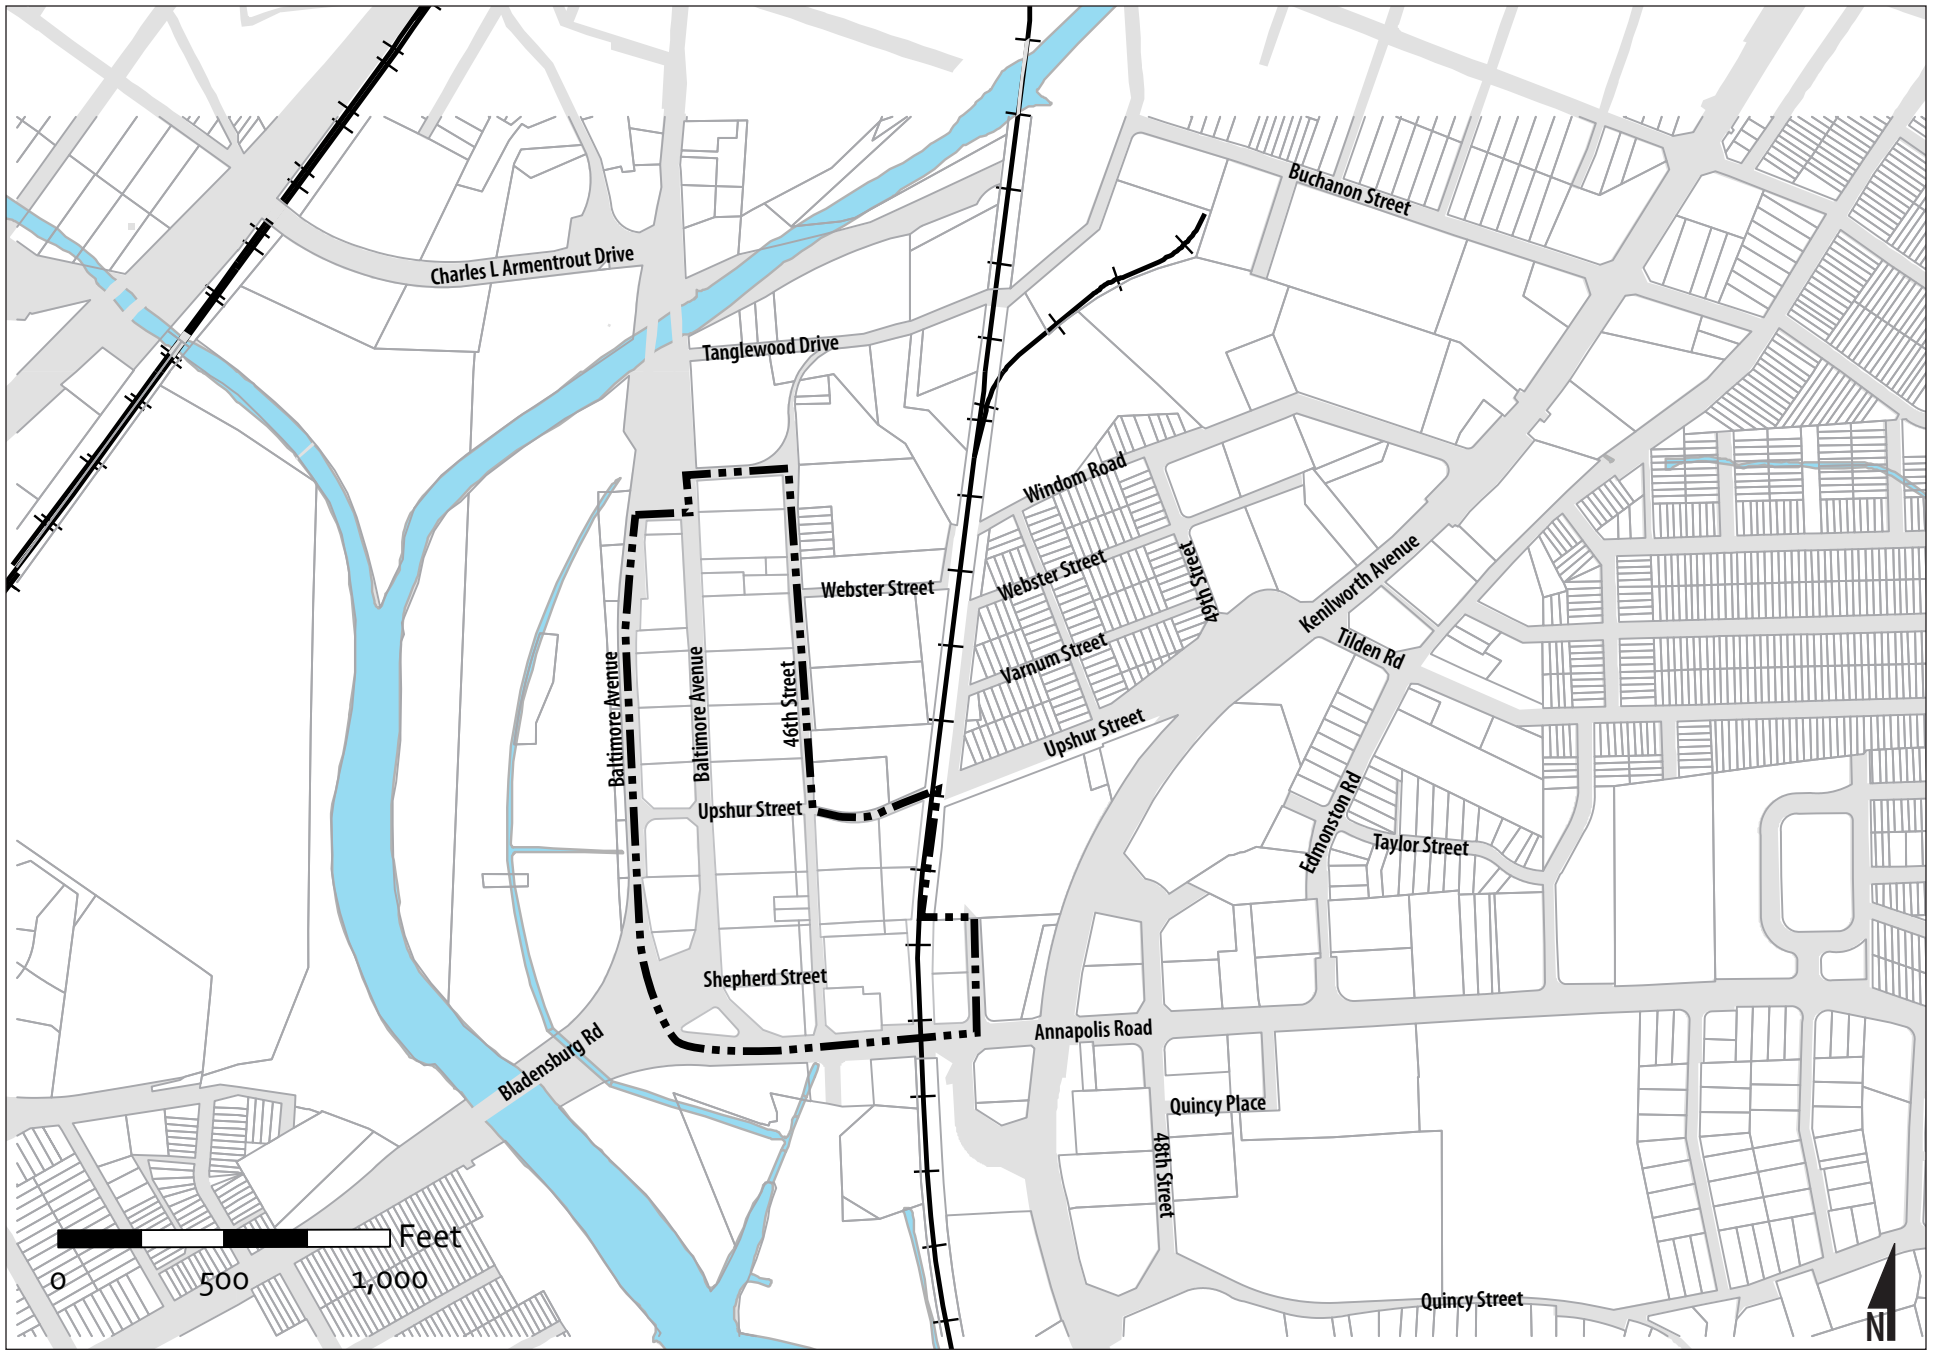 Buchanon Street
Charles L Armentrout Drive
Tanglewood Drive
Windom Road
Webster Street
Webster Street
49th Street
Kenilworth Avenue
Varnum Street
Tilden Rd
Baltimore Avenue
Baltimore Avenue
46th Street
Upshur Street
Upshur Street
Edmonston Rd
Taylor Street
Shepherd Street
Annapolis Road
Bladensburg Rd
Quincy Place
48th Street
Feet
0 500 1,000
Quincy Street
N